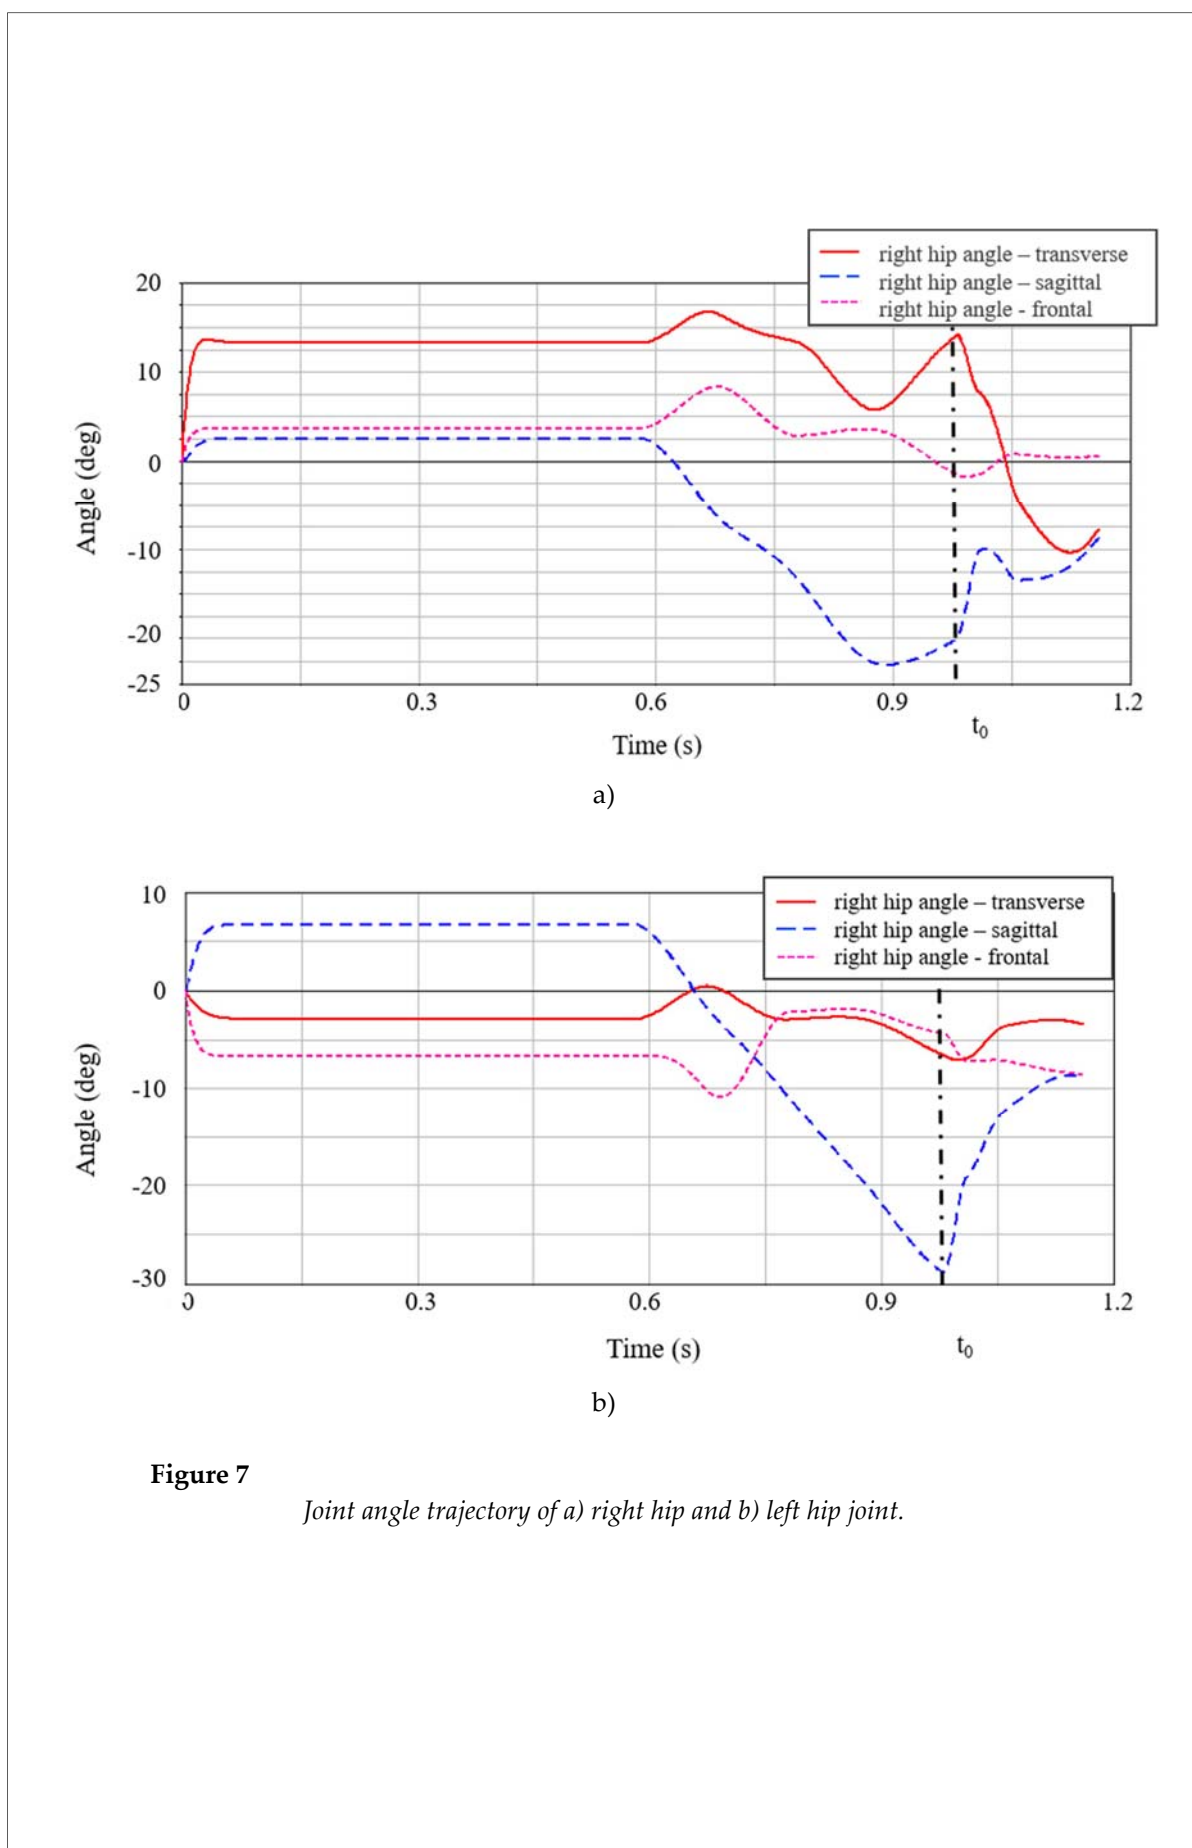 right hip angle – transverse
right hip angle – sagittal
right hip angle - frontal
20
10
0
-10
-20
-25
Angle (deg)
0 0.3 0.6 0.9 1.2
t0
Time (s)
a)
right hip angle – transverse
right hip angle – sagittal
right hip angle - frontal
10
0
-10
-20
-30
Angle (deg)
0 0.3 0.6 0.9 1.2
Time (s) t0
b)
Figure 7
Joint angle trajectory of a) right hip and b) left hip joint.